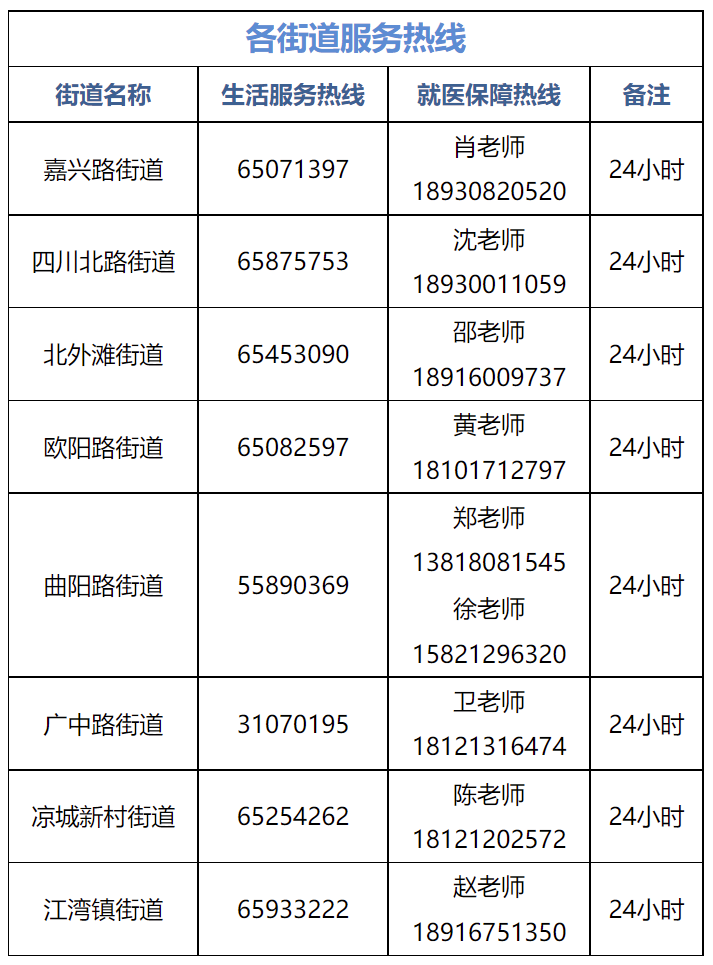 各街道服务热线
街道名称 生活服务热线 就医保障热线 备注
嘉兴路街道 65071397 肖老师 24小时
18930820520
四川北路街道 65875753 沈老师 24小时
18930011059
北外滩街道 65453090 邵老师 24小时
18916009737
欧阳路街道 65082597 黄老师 24小时
18101712797
曲阳路街道 55890369 郑老师 24小时
13818081545
徐老师
15821296320
广中路街道 31070195 卫老师 24小时
18121316474
凉城新村街道 65254262 陈老师 24小时
18121202572
江湾镇街道 65933222 赵老师 24小时
18916751350